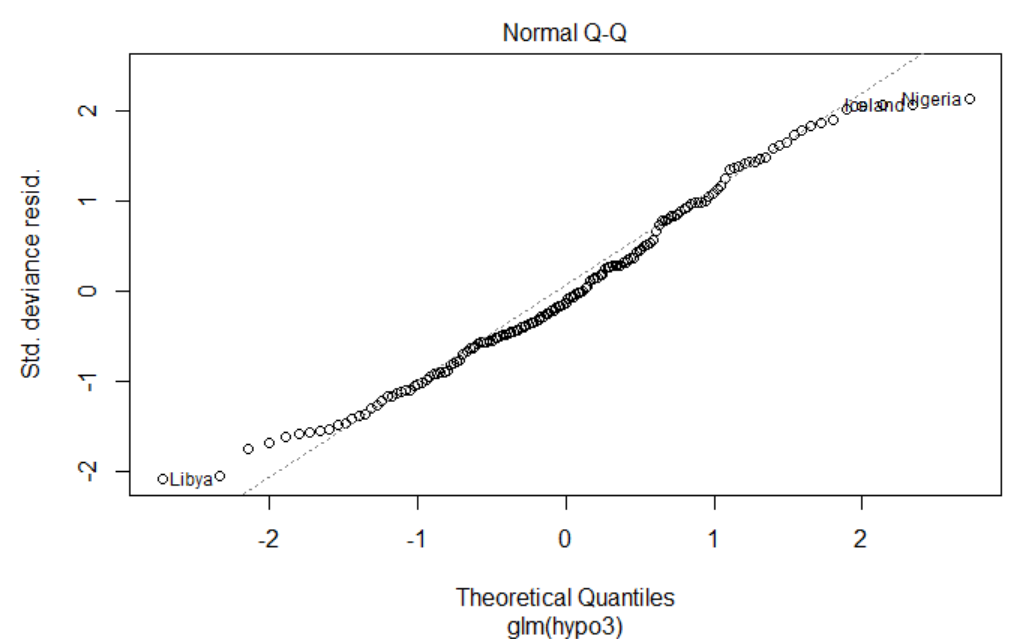 Normal Q-Q
Std. deviance resid.
2
1
0
-1
-2
Iceland
Nigeria
Libya
-2
-1
0
1
2
Theoretical Quantiles
glm(hypo3)